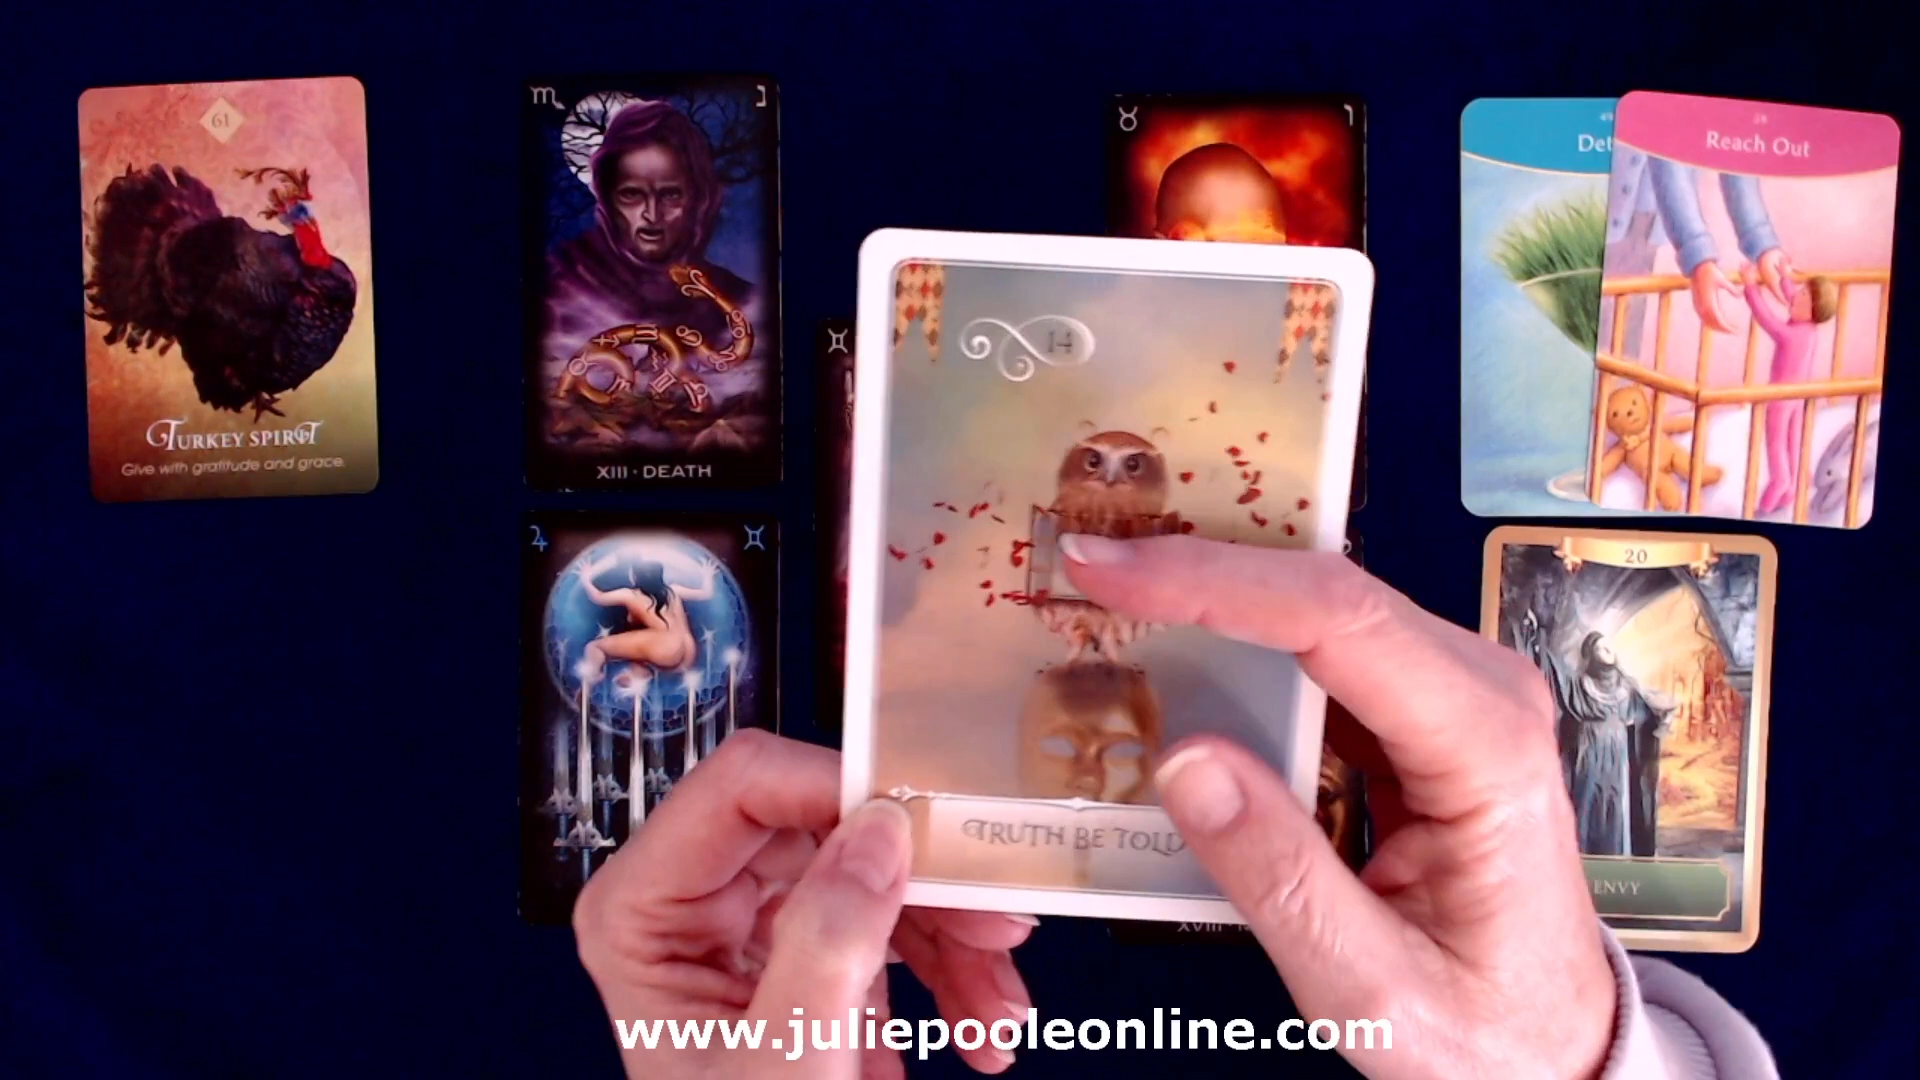 61
TURKEY SPIRIT
Give with gratitude and grace.
XIII · DEATH
14
TRUTH BE TOLD
Reach Out
20
ENVY
www.juliepooleonline.com